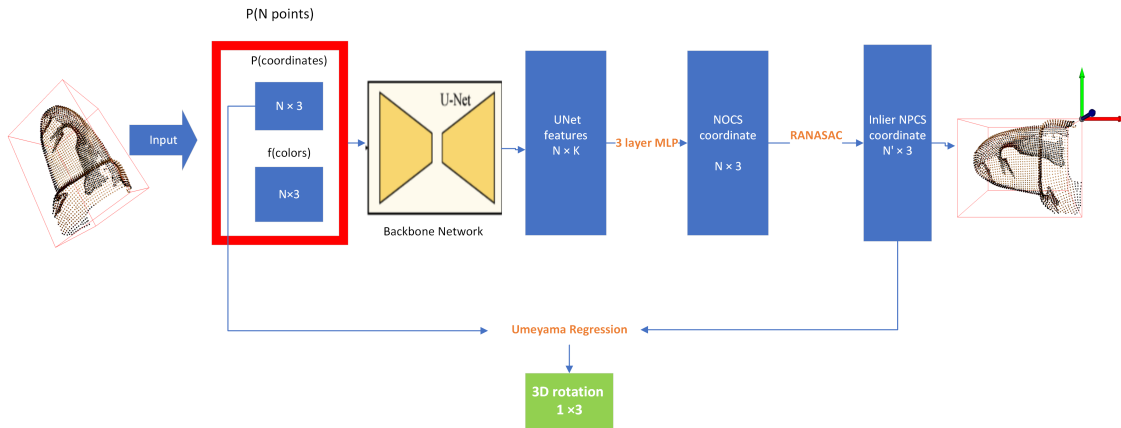 P(N points)
P(coordinates)
N × 3
f(colors)
N×3
Input
U-Net
Backbone Network
UNet
features
N × K
3 layer MLP
NOCS
coordinate
N × 3
RANASAC
Inlier NPCS
coordinate
N' × 3
Umeyama Regression
3D rotation
1 ×3